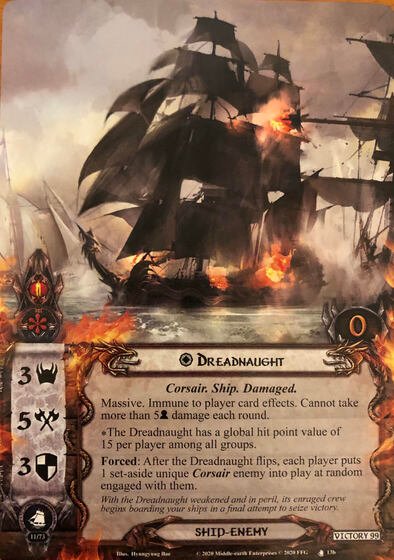 0
Dreadnaught
Corsair. Ship. Damaged.
3
Massive. Immune to player card effects. Cannot take
more than 5 damage each round.
5
*The Dreadnaught has a global hit point value of
15 per player among all groups.
3
Forced: After the Dreadnaught flips, each player puts
1 set-aside unique Corsair enemy into play at random
engaged with them.
With the Dreadnaught weakened and in peril, its enraged crew
begins boarding your ships in a final attempt to seize victory.
11/73
SHIP-ENEMY
VICTORY 99
Illus. Hyungyung Bae
© 2020 Middle-earth Enterprises © 2020 FFG
13b